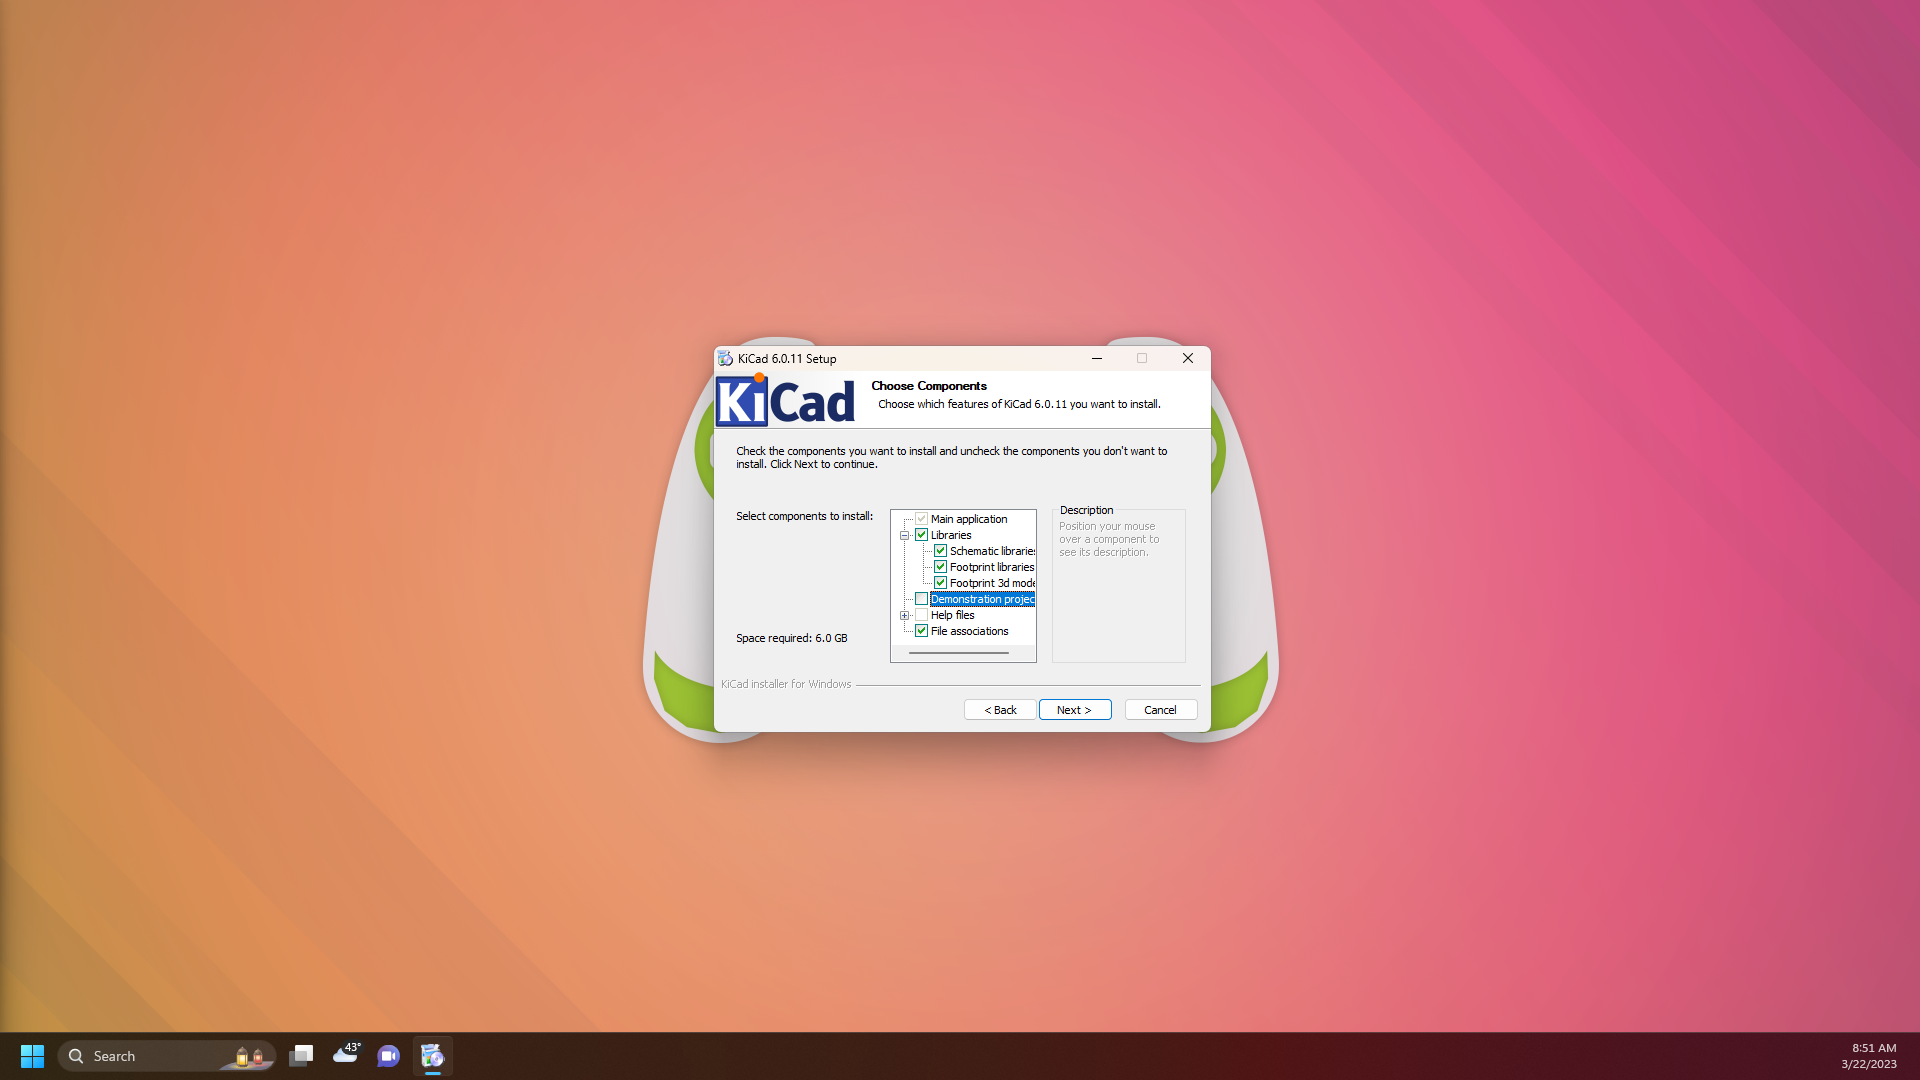 KiCad 6.0.11 Setup
KiCad
Choose Components
Choose which features of KiCad 6.0.11 you want to install.
Check the components you want to install and uncheck the components you don't want to
install. Click Next to continue.
Select components to install:
Main application
Libraries
Schematic libraries
Footprint libraries
Footprint 3d mode
Demonstration projec
Help files
File associations
Description
Position your mouse
over a component to
see its description.
Space required: 6.0 GB
KiCad installer for Windows
< Back
Next >
Cancel
Search
43°
8:51 AM
3/22/2023